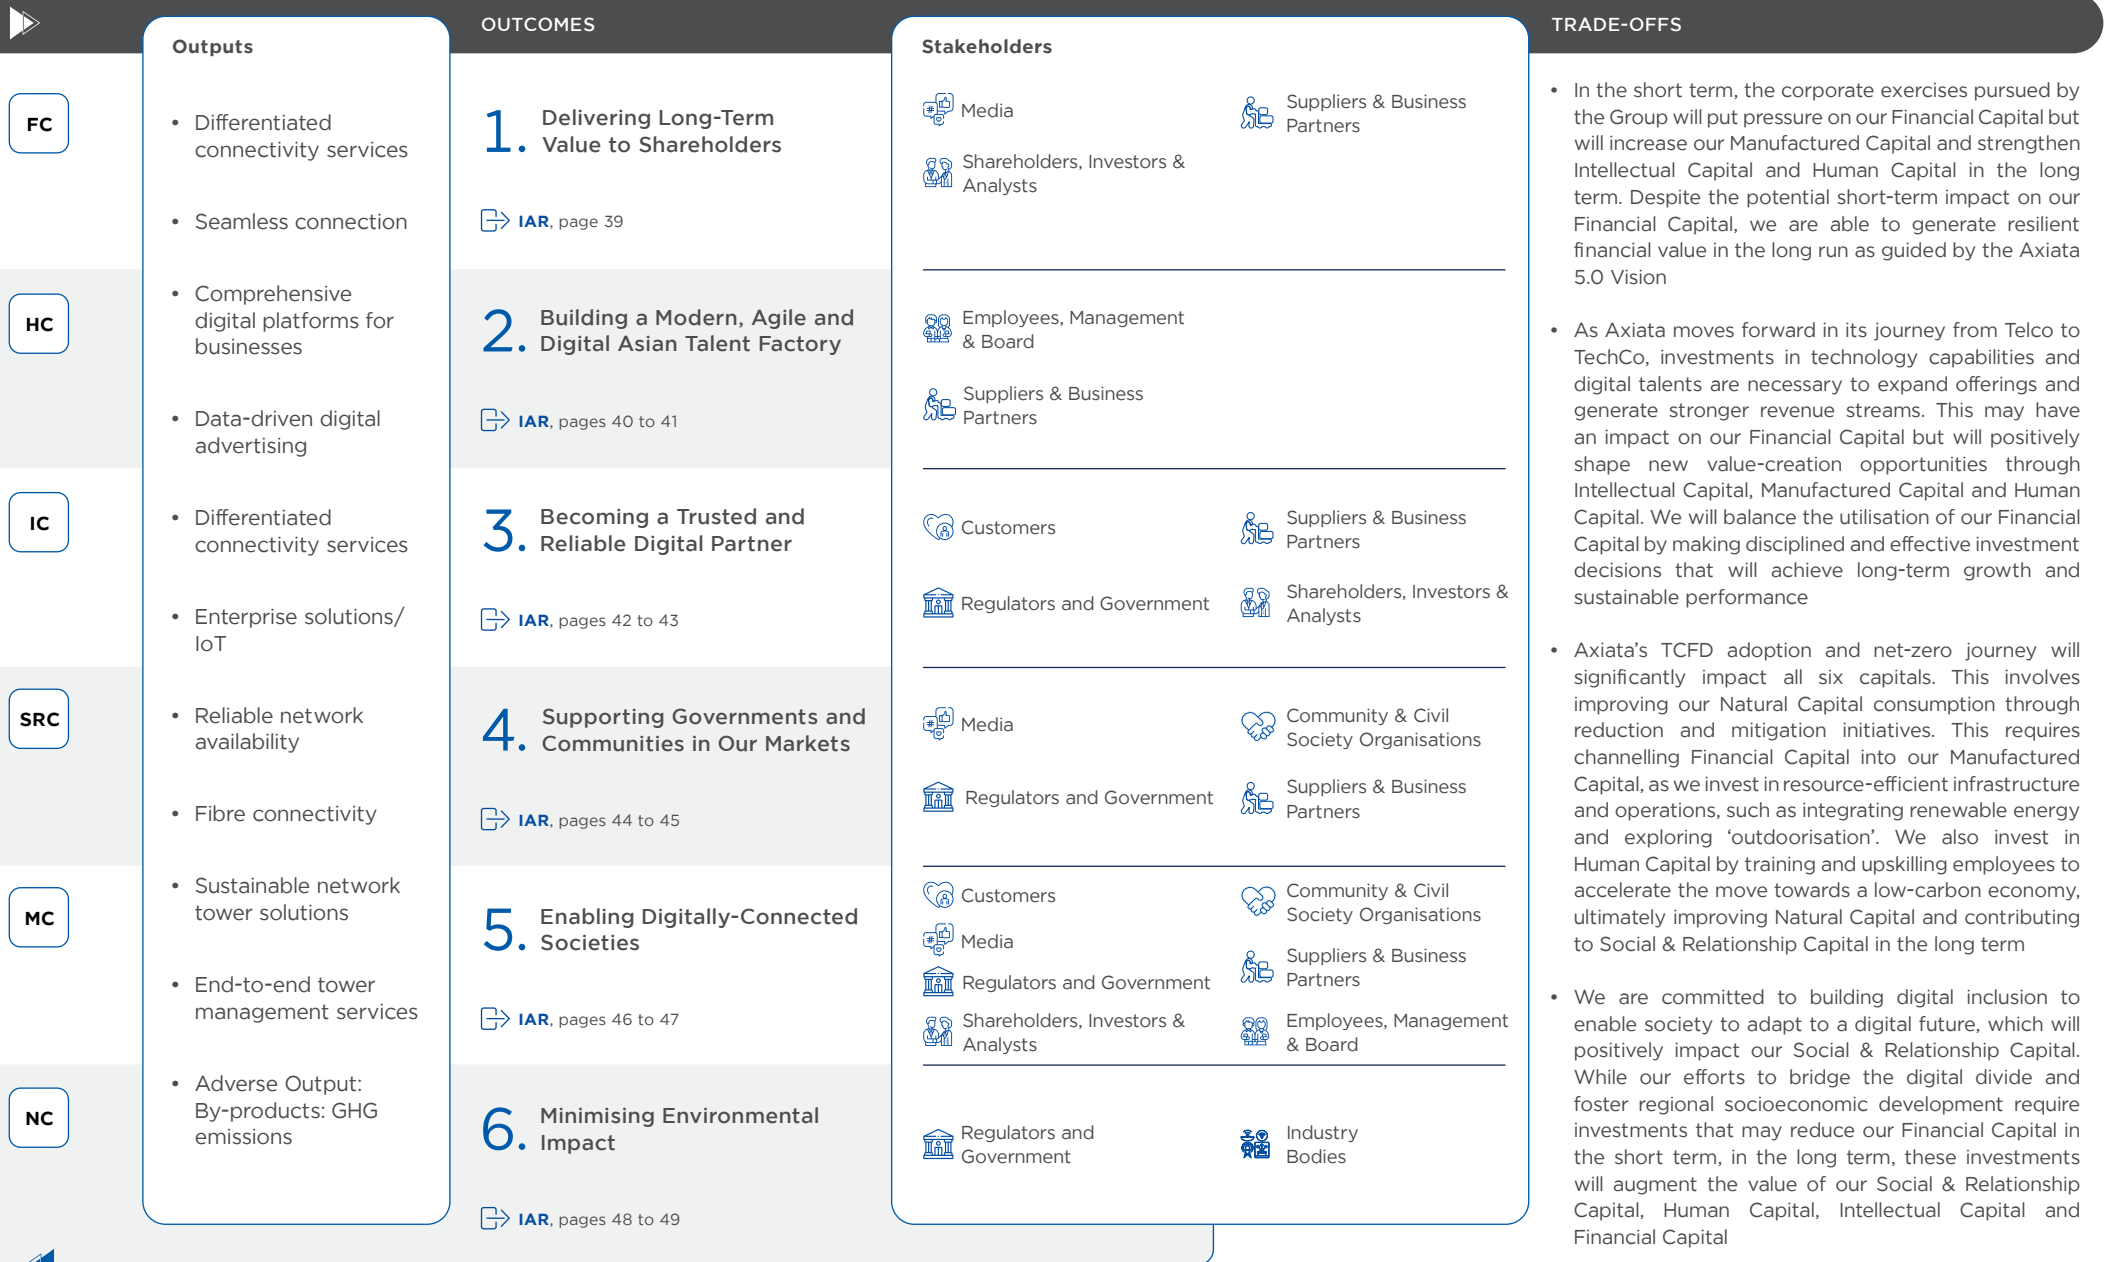 OUTCOMES
TRADE-OFFS
Outputs
Stakeholders
FC
HC
IC
SRC
MC
NC
• Differentiated
connectivity services
• Seamless connection
• Comprehensive
digital platforms for
businesses
• Data-driven digital
advertising
• Differentiated
connectivity services
• Enterprise solutions/
IoT
• Reliable network
availability
• Fibre connectivity
• Sustainable network
tower solutions
• End-to-end tower
management services
• Adverse Output:
By-products: GHG
emissions
1. Delivering Long-Term
Value to Shareholders
IAR, page 39
2. Building a Modern, Agile and
Digital Asian Talent Factory
IAR, pages 40 to 41
3. Becoming a Trusted and
Reliable Digital Partner
IAR, pages 42 to 43
4. Supporting Governments and
Communities in Our Markets
IAR, pages 44 to 45
5. Enabling Digitally-Connected
Societies
IAR, pages 46 to 47
6. Minimising Environmental
Impact
IAR, pages 48 to 49
Media
Shareholders, Investors &
Analysts
Suppliers & Business
Partners
Employees, Management
& Board
Suppliers & Business
Partners
Customers
Regulators and Government
Suppliers & Business
Partners
Shareholders, Investors &
Analysts
Media
Regulators and Government
Community & Civil
Society Organisations
Suppliers & Business
Partners
Customers
Media
Regulators and Government
Shareholders, Investors &
Analysts
Community & Civil
Society Organisations
Suppliers & Business
Partners
Employees, Management
& Board
Regulators and
Government
Industry
Bodies
• In the short term, the corporate exercises pursued by
the Group will put pressure on our Financial Capital but
will increase our Manufactured Capital and strengthen
Intellectual Capital and Human Capital in the long
term. Despite the potential short-term impact on our
Financial Capital, we are able to generate resilient
financial value in the long run as guided by the Axiata
5.0 Vision
• As Axiata moves forward in its journey from Telco to
TechCo, investments in technology capabilities and
digital talents are necessary to expand offerings and
generate stronger revenue streams. This may have
an impact on our Financial Capital but will positively
shape new value-creation opportunities through
Intellectual Capital, Manufactured Capital and Human
Capital. We will balance the utilisation of our Financial
Capital by making disciplined and effective investment
decisions that will achieve long-term growth and
sustainable performance
• Axiata's TCFD adoption and net-zero journey will
significantly impact all six capitals. This involves
improving our Natural Capital consumption through
reduction and mitigation initiatives. This requires
channelling Financial Capital into our Manufactured
Capital, as we invest in resource-efficient infrastructure
and operations, such as integrating renewable energy
and exploring ‘outdoorisation’. We also invest in
Human Capital by training and upskilling employees to
accelerate the move towards a low-carbon economy,
ultimately improving Natural Capital and contributing
to Social & Relationship Capital in the long term
• We are committed to building digital inclusion to
enable society to adapt to a digital future, which will
positively impact our Social & Relationship Capital.
While our efforts to bridge the digital divide and
foster regional socioeconomic development require
investments that may reduce our Financial Capital in
the short term, in the long term, these investments
will augment the value of our Social & Relationship
Capital, Human Capital, Intellectual Capital and
Financial Capital